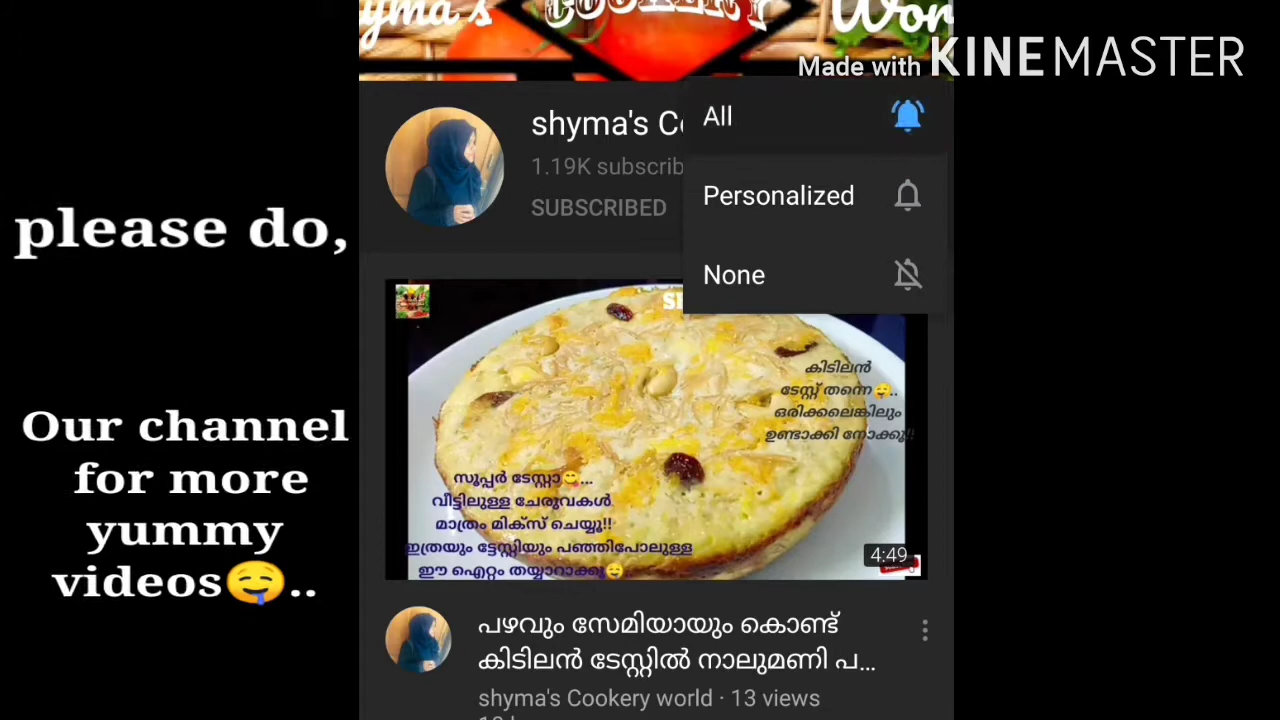 COOKERY
Made with KINEMASTER
shyma's
1.19K
SUBSCRIBED
All
Personalized
None
please do,
Our channel
for more
yummy
videos🤤..
കിടിലൻ
ടേസ്റ്റ് തന്നെ🤤..
ഒരിക്കലെങ്കിലും
ഉണ്ടാക്കി നോക്കൂ!!
സൂപ്പർ ടേസ്റ്റാ😋...
വീട്ടിലുള്ള ചേരുവകൾ
മാത്രം മിക്സ് ചെയ്യൂ!!
ഇത്രയും ട്ടേസ്റ്റിയും പഞ്ഞിപോലുള്ള
ഈ ഐറ്റം തയ്യാറാക്കൂ😋
4:49
പഴവും സേമിയായും കൊണ്ട്
കിടിലൻ ടേസ്റ്റിൽ നാലുമണി പ...
shyma's Cookery world · 13 views